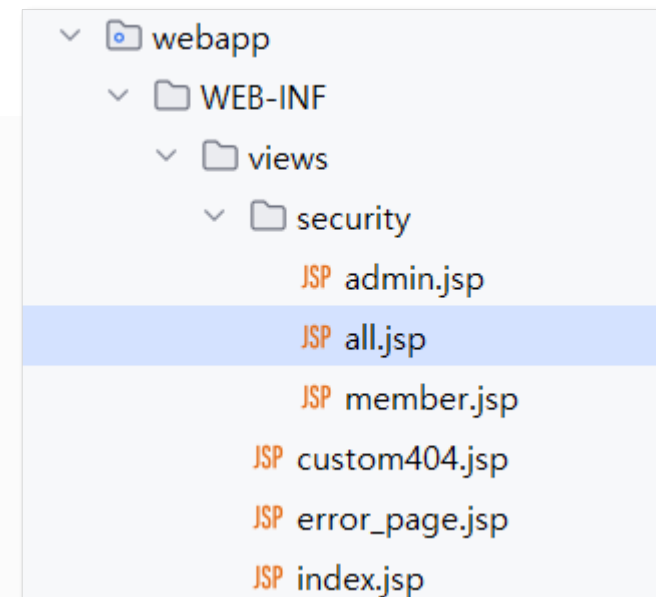 webapp
WEB-INF
views
security
JSP admin.jsp
JSP all.jsp
JSP member.jsp
JSP custom404.jsp
JSP error_page.jsp
JSP index.jsp